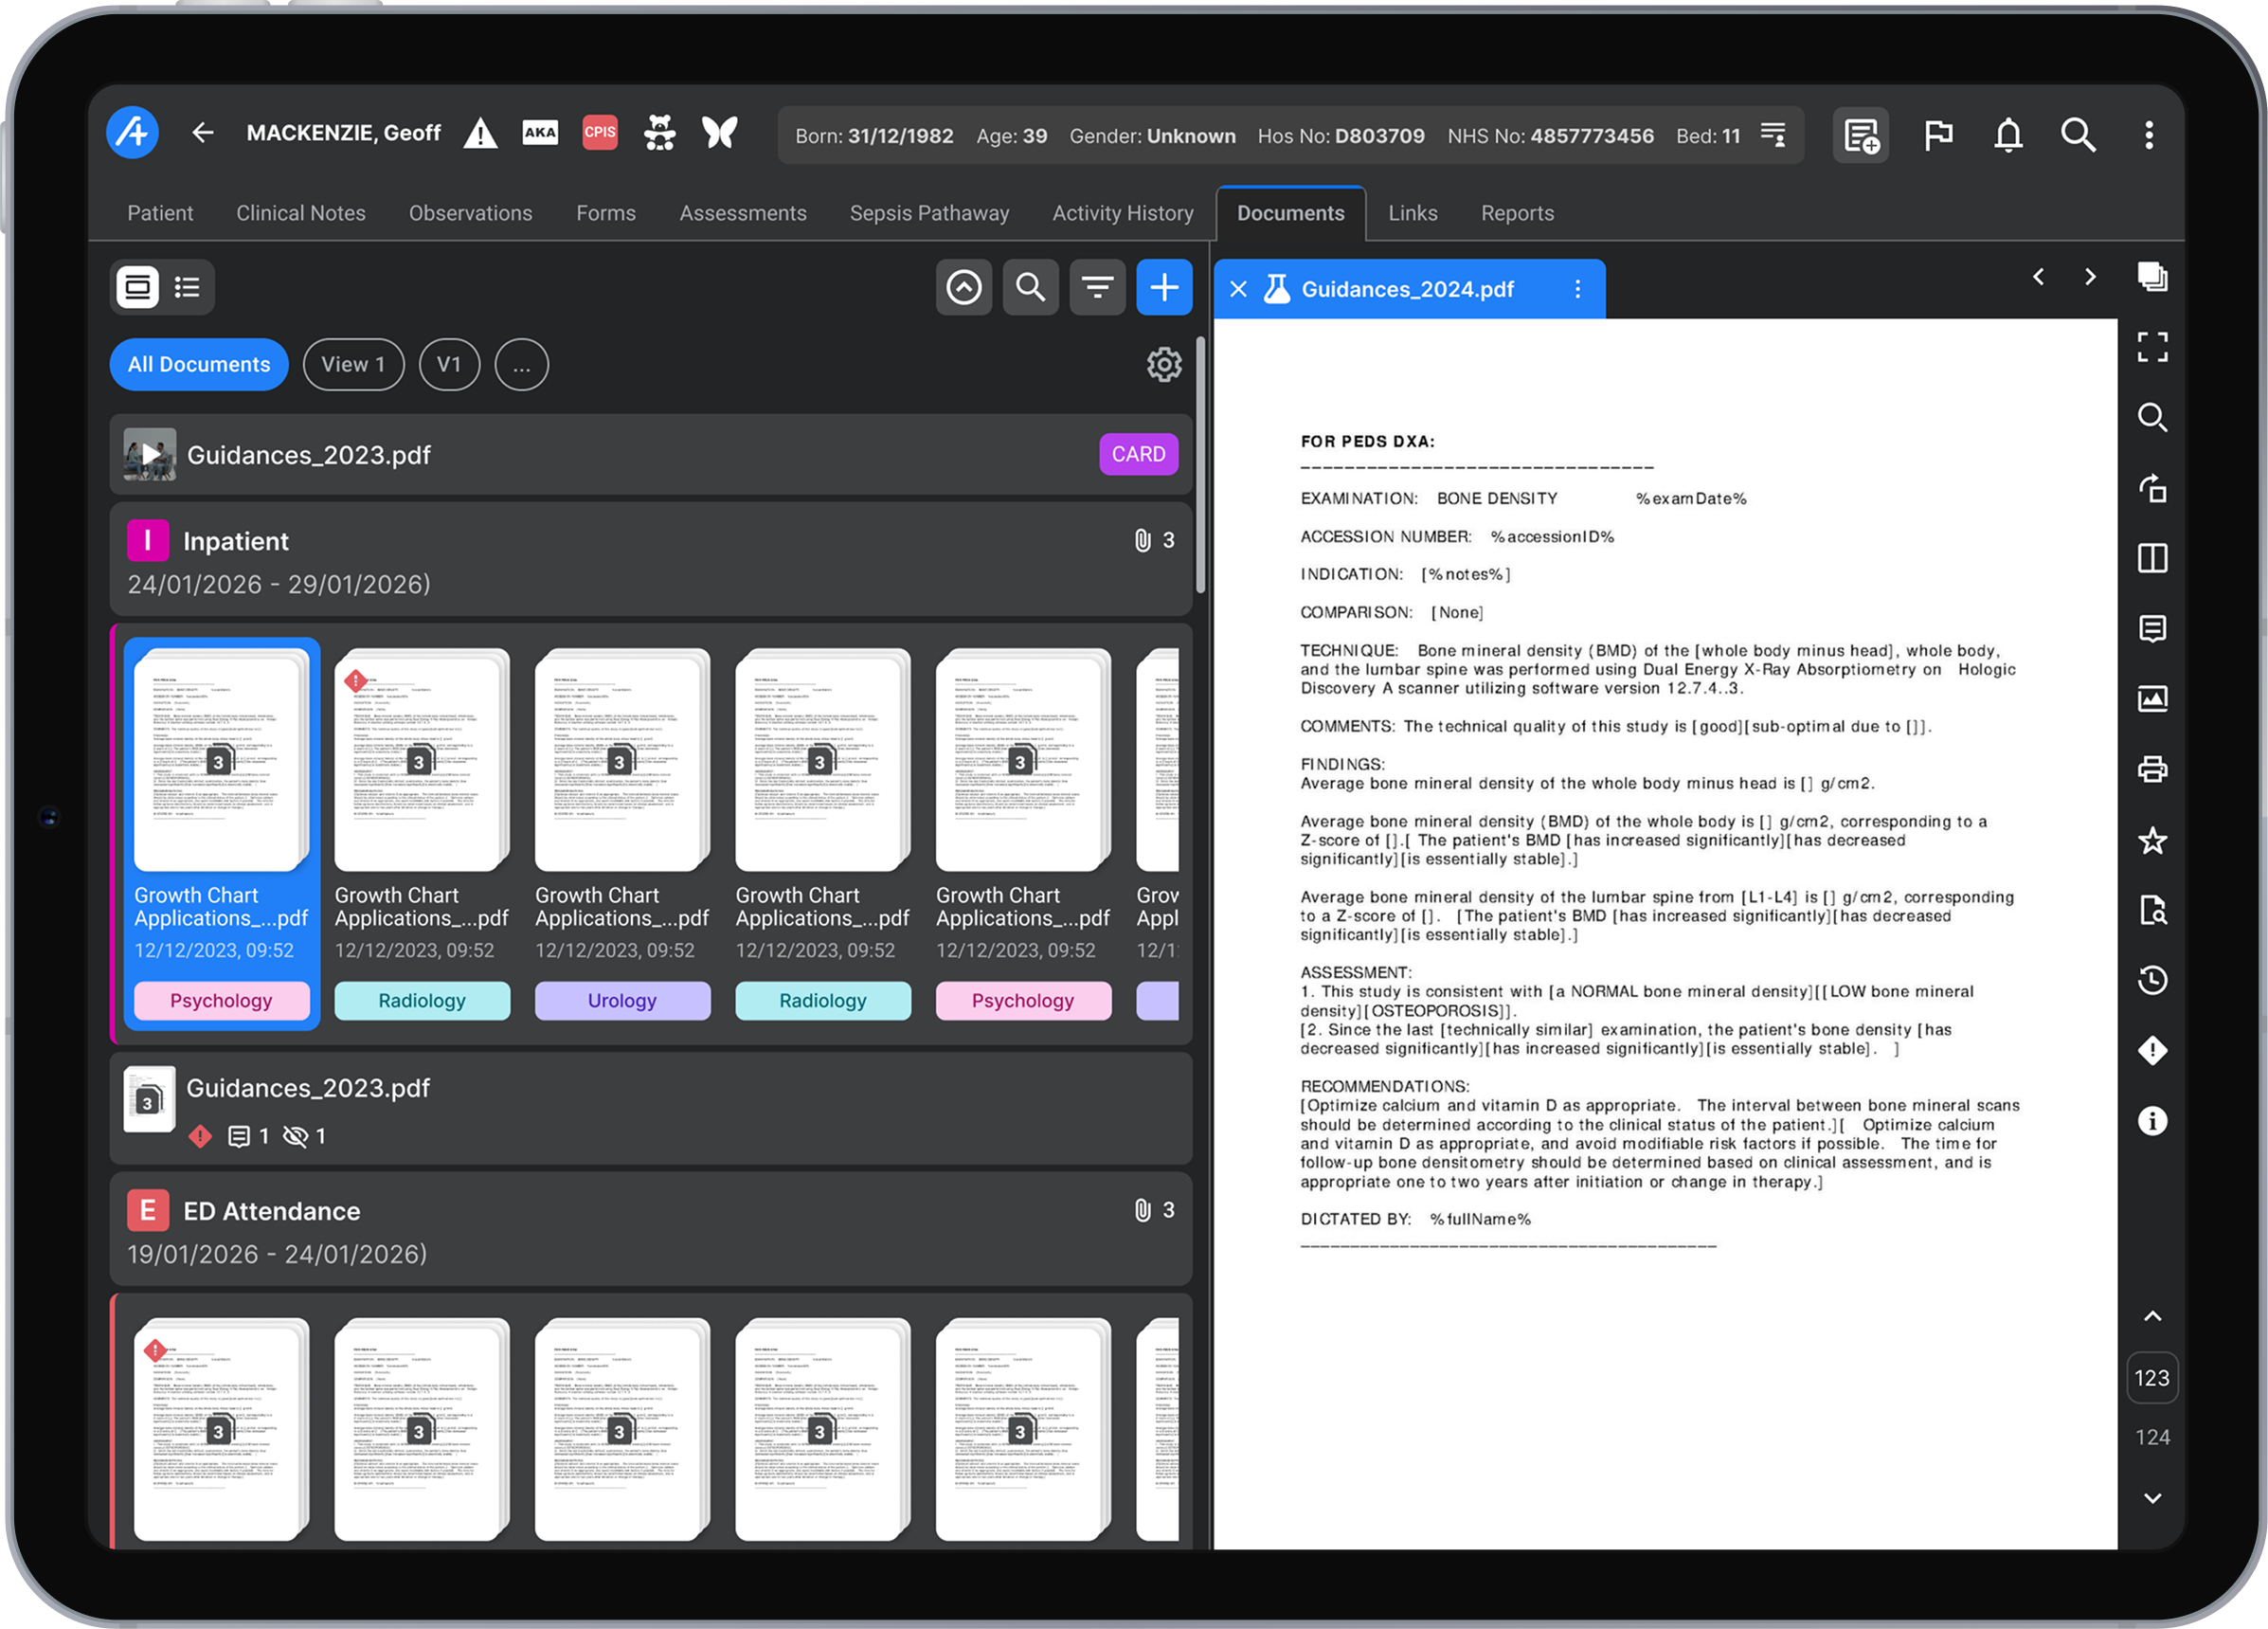 MACKENZIE, Geoff
AKA
CPIS
Born: 31/12/1982 Age: 39 Gender: Unknown Hos No: D803709 NHS No: 4857773456 Bed: 11
Patient Clinical Notes Observations Forms Assessments Sepsis Pathaway Activity History Documents Links Reports
All Documents View 1 V1 ...
Guidances_2023.pdf CARD
I Inpatient 3
24/01/2026 - 29/01/2026)
3 3 3 3 3
Growth Chart Growth Chart Growth Chart Growth Chart Growth Chart Grow
Applications_...pdf Applications_...pdf Applications_...pdf Applications_...pdf Applications_...pdf Appl
12/12/2023, 09:52 12/12/2023, 09:52 12/12/2023, 09:52 12/12/2023, 09:52 12/12/2023, 09:52 12/1
Psychology Radiology Urology Radiology Psychology
3 Guidances_2023.pdf
1 1
E ED Attendance 3
19/01/2026 - 24/01/2026)
3 3 3 3 3
Guidances_2024.pdf
FOR PEDS DXA:
EXAMINATION: BONE DENSITY %examDate%
ACCESSION NUMBER: %accessionID%
INDICATION: [%notes%]
COMPARISON: [None]
TECHNIQUE: Bone mineral density (BMD) of the [whole body minus head], whole body,
and the lumbar spine was performed using Dual Energy X-Ray Absorptiometry on Hologic
Discovery A scanner utilizing software version 12.7.4..3.
COMMENTS: The technical quality of this study is [good][sub-optimal due to []].
FINDINGS:
Average bone mineral density of the whole body minus head is [] g/cm2.
Average bone mineral density (BMD) of the whole body is [] g/cm2, corresponding to a
Z-score of [].[ The patient's BMD [has increased significantly][has decreased
significantly][is essentially stable].]
Average bone mineral density of the lumbar spine from [L1-L4] is [] g/cm2, corresponding
to a Z-score of []. [The patient's BMD [has increased significantly][has decreased
significantly][is essentially stable].]
ASSESSMENT:
1. This study is consistent with [a NORMAL bone mineral density][[LOW bone mineral
density][OSTEOPOROSIS]].
[2. Since the last [technically similar] examination, the patient's bone density [has
decreased significantly][has increased significantly][is essentially stable]. ]
RECOMMENDATIONS:
[Optimize calcium and vitamin D as appropriate. The interval between bone mineral scans
should be determined according to the clinical status of the patient.][ Optimize calcium
and vitamin D as appropriate, and avoid modifiable risk factors if possible. The time for
follow-up bone densitometry should be determined based on clinical assessment, and is
appropriate one to two years after initiation or change in therapy.]
DICTATED BY: %fullName%
123
124